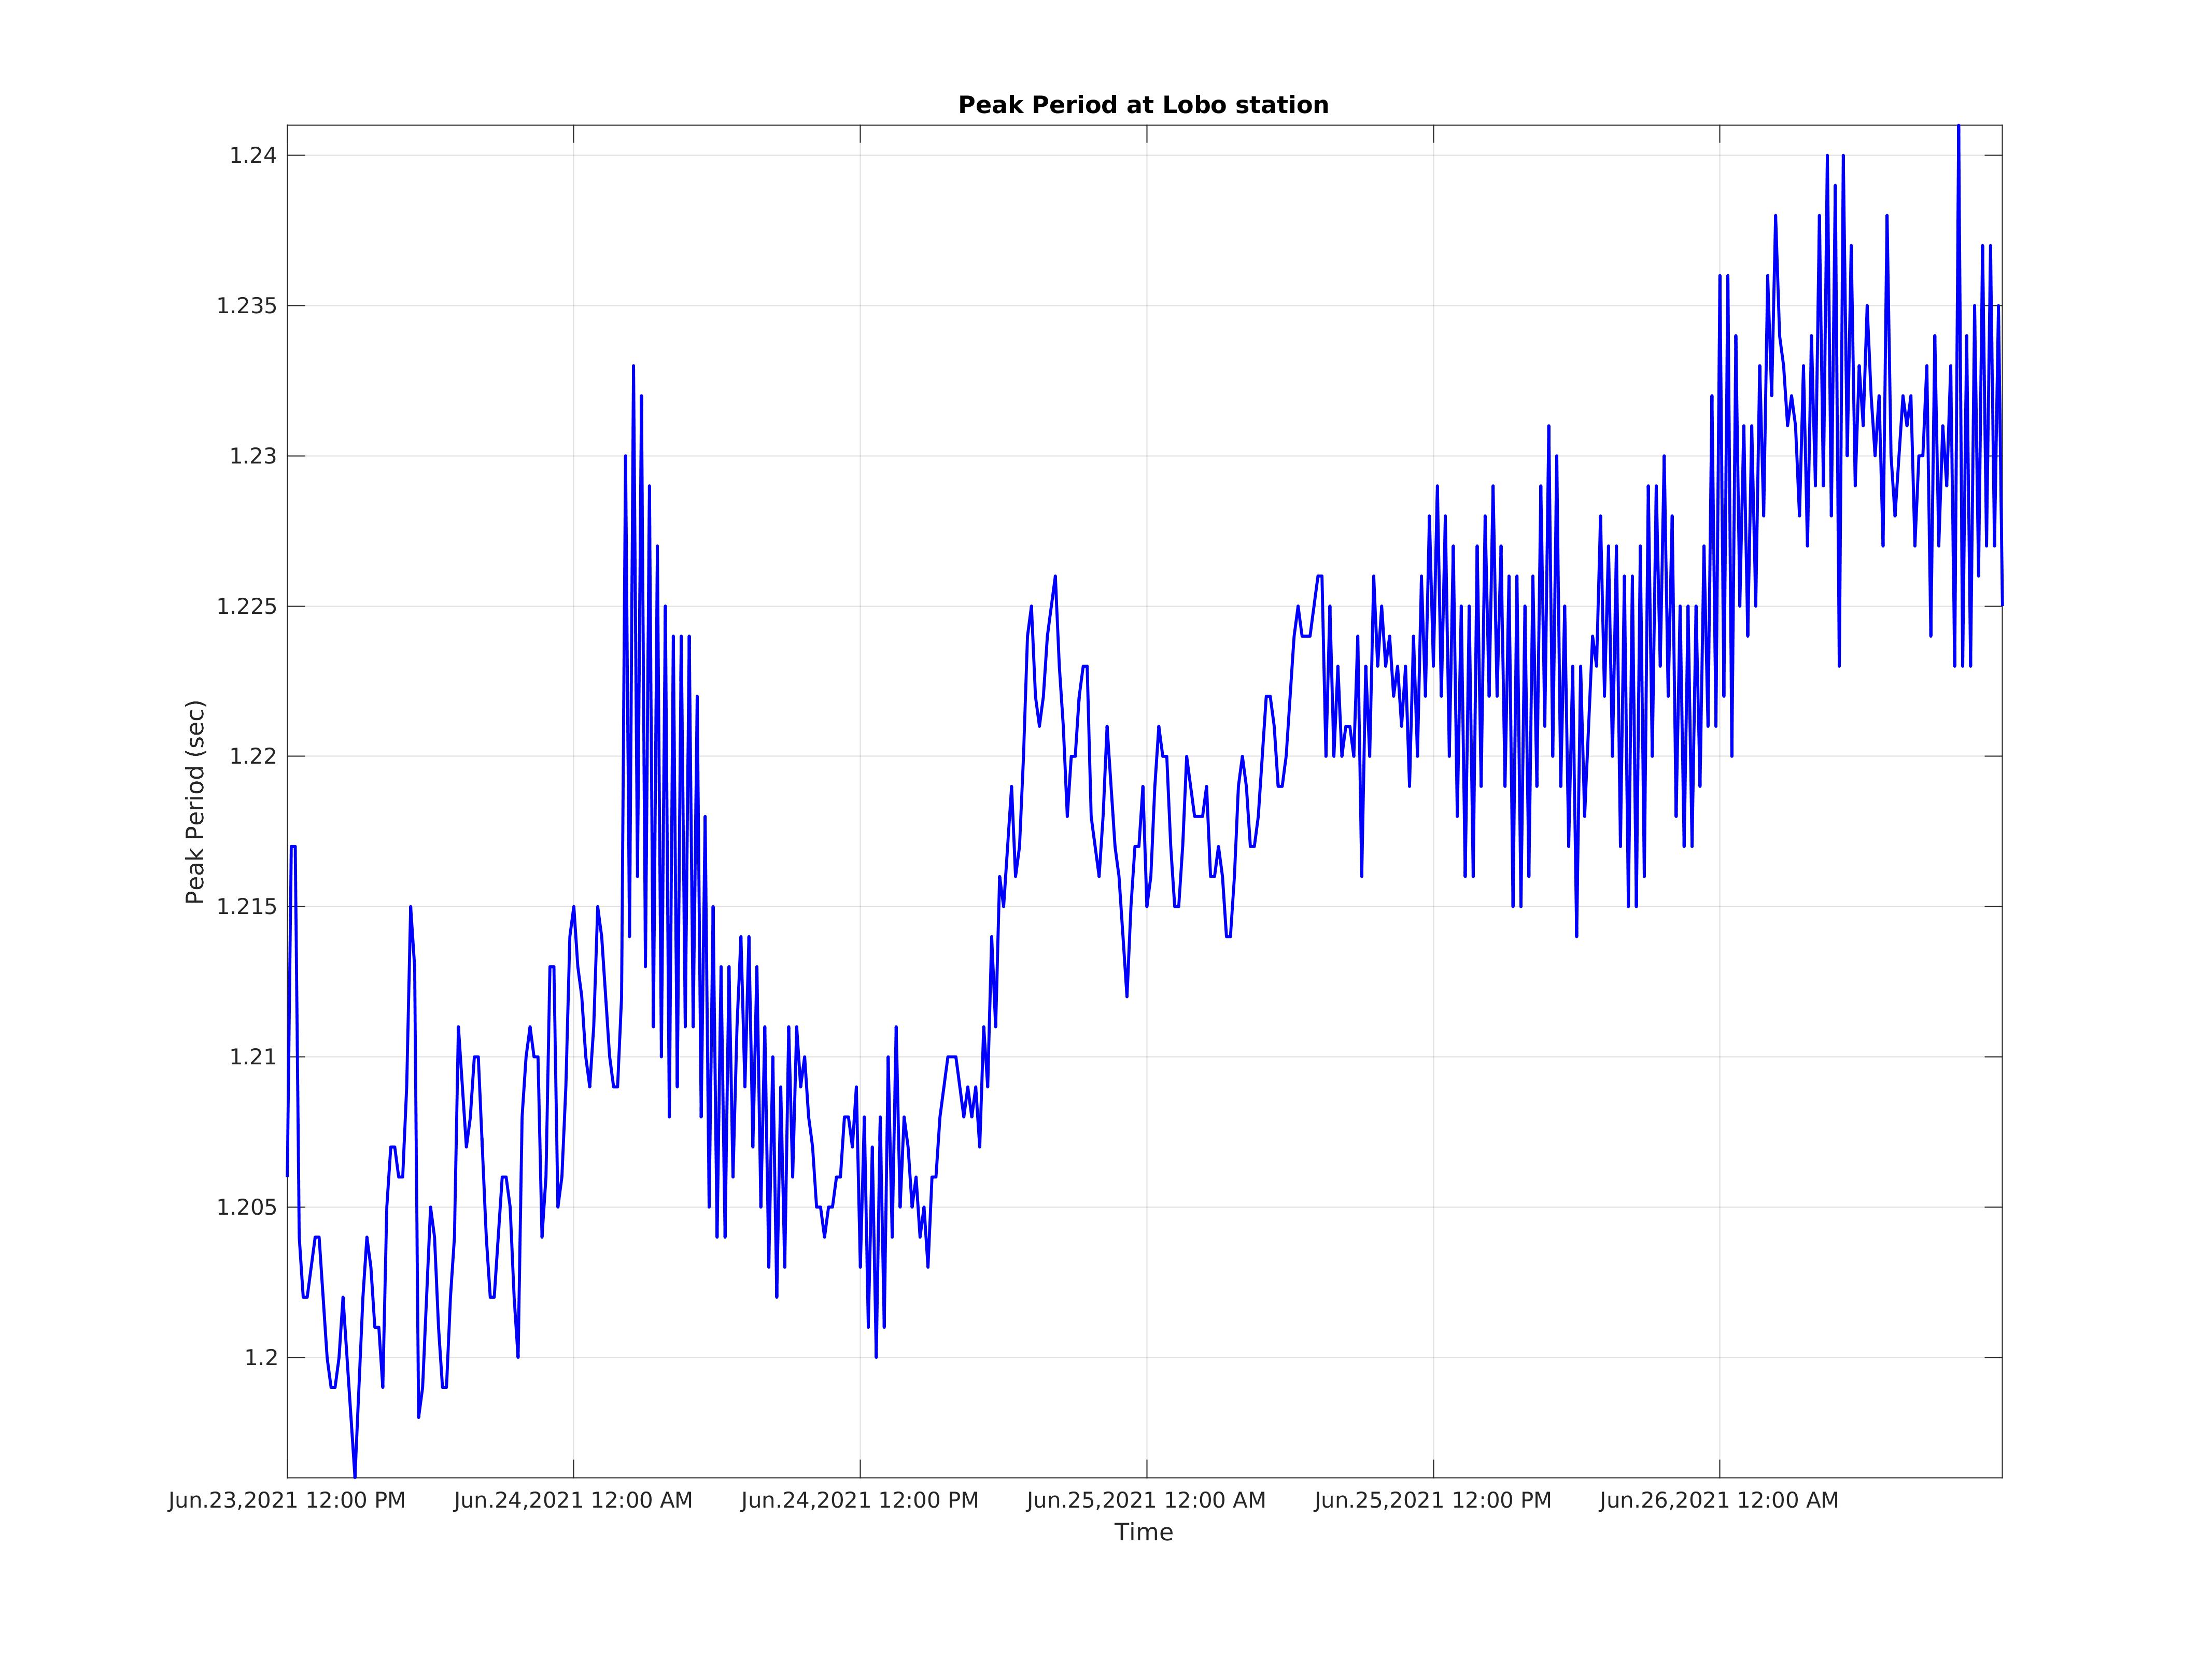 Peak Period at Lobo station
1.24
1.235
1.23
1.225
1.22
1.215
1.21
1.205
1.2
Peak Period (sec)
Jun.23,2021 12:00 PM
Jun.24,2021 12:00 AM
Jun.24,2021 12:00 PM
Jun.25,2021 12:00 AM
Jun.25,2021 12:00 PM
Jun.26,2021 12:00 AM
Time